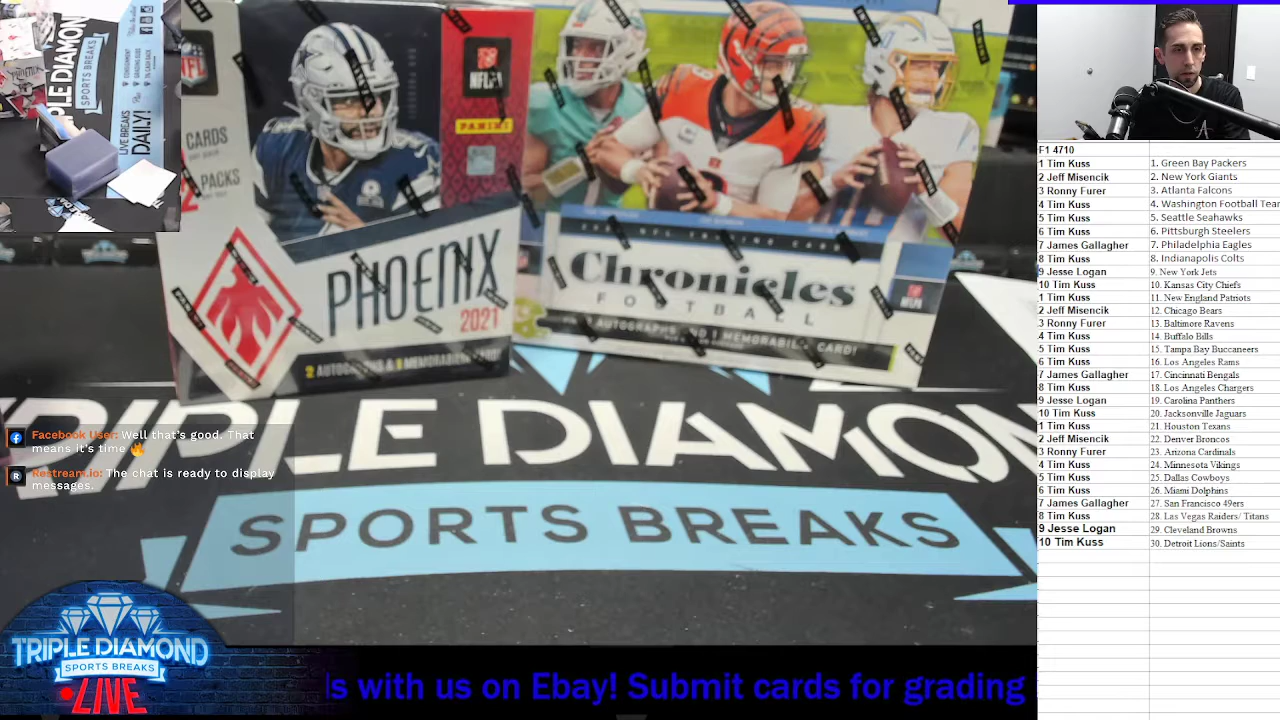 TRIPLE DIAMOND
SPORTS BREAKS
LIVE BREAKS
DAILY!
NFL
CARDS
PACKS
PANINI
PHOENIX
2021
2 AUTOGRAPHS & 1 MEMORABILIA CARD!
NFL TRADING CARDS
Chronicles
FOOTBALL
AUTOGRAPHS AND 1 MEMORABILIA CARD!
TRIPLE DIAMOND
SPORTS BREAKS
Facebook User: Well that's good. That
means it's time 🔥
Restream.io: The chat is ready to display
messages.
TRIPLE DIAMOND
SPORTS BREAKS
LIVE
s with us on Ebay! Submit cards for grading
F1 4710
1 Tim Kuss 1. Green Bay Packers
2 Jeff Misencik 2. New York Giants
3 Ronny Furer 3. Atlanta Falcons
4 Tim Kuss 4. Washington Football Tean
5 Tim Kuss 5. Seattle Seahawks
6 Tim Kuss 6. Pittsburgh Steelers
7 James Gallagher 7. Philadelphia Eagles
8 Tim Kuss 8. Indianapolis Colts
9 Jesse Logan 9. New York Jets
10 Tim Kuss 10. Kansas City Chiefs
1 Tim Kuss 11. New England Patriots
2 Jeff Misencik 12. Chicago Bears
3 Ronny Furer 13. Baltimore Ravens
4 Tim Kuss 14. Buffalo Bills
5 Tim Kuss 15. Tampa Bay Buccaneers
6 Tim Kuss 16. Los Angeles Rams
7 James Gallagher 17. Cincinnati Bengals
8 Tim Kuss 18. Los Angeles Chargers
9 Jesse Logan 19. Carolina Panthers
10 Tim Kuss 20. Jacksonville Jaguars
1 Tim Kuss 21. Houston Texans
2 Jeff Misencik 22. Denver Broncos
3 Ronny Furer 23. Arizona Cardinals
4 Tim Kuss 24. Minnesota Vikings
5 Tim Kuss 25. Dallas Cowboys
6 Tim Kuss 26. Miami Dolphins
7 James Gallagher 27. San Francisco 49ers
8 Tim Kuss 28. Las Vegas Raiders/ Titans
9 Jesse Logan 29. Cleveland Browns
10 Tim Kuss 30. Detroit Lions/Saints